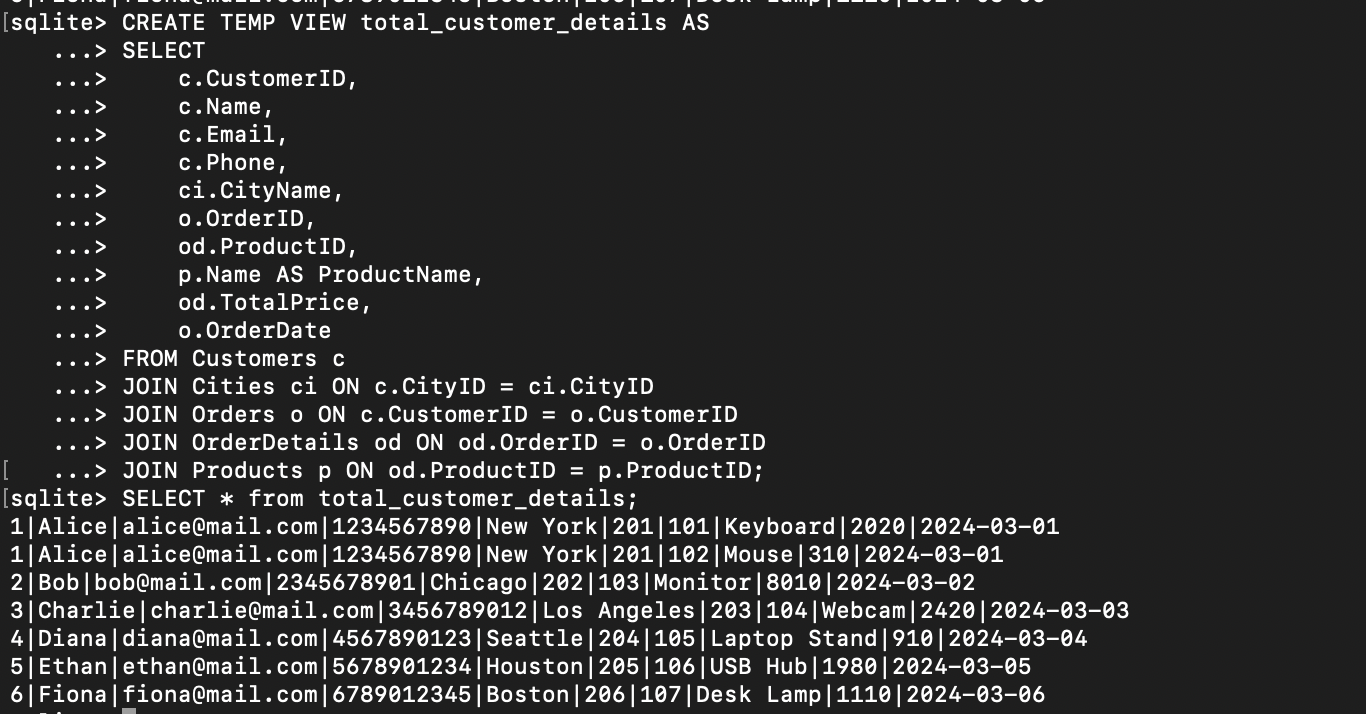 [sqlite> CREATE TEMP VIEW total_customer_details AS
...> SELECT
...> c.CustomerID,
...> c.Name,
...> c.Email,
...> c.Phone,
...> ci.CityName,
...> o.OrderID,
...> od.ProductID,
...> p.Name AS ProductName,
...> od.TotalPrice,
...> o.OrderDate
...> FROM Customers c
...> JOIN Cities ci ON c.CityID = ci.CityID
...> JOIN Orders o ON c.CustomerID = o.CustomerID
...> JOIN OrderDetails od ON od.OrderID = o.OrderID
[ ...> JOIN Products p ON od.ProductID = p.ProductID;
[sqlite> SELECT * from total_customer_details;
1|Alice|alice@mail.com|1234567890|New York|201|101|Keyboard|2020|2024-03-01
1|Alice|alice@mail.com|1234567890|New York|201|102|Mouse|310|2024-03-01
2|Bob|bob@mail.com|2345678901|Chicago|202|103|Monitor|8010|2024-03-02
3|Charlie|charlie@mail.com|3456789012|Los Angeles|203|104|Webcam|2420|2024-03-03
4|Diana|diana@mail.com|4567890123|Seattle|204|105|Laptop Stand|910|2024-03-04
5|Ethan|ethan@mail.com|5678901234|Houston|205|106|USB Hub|1980|2024-03-05
6|Fiona|fiona@mail.com|6789012345|Boston|206|107|Desk Lamp|1110|2024-03-06